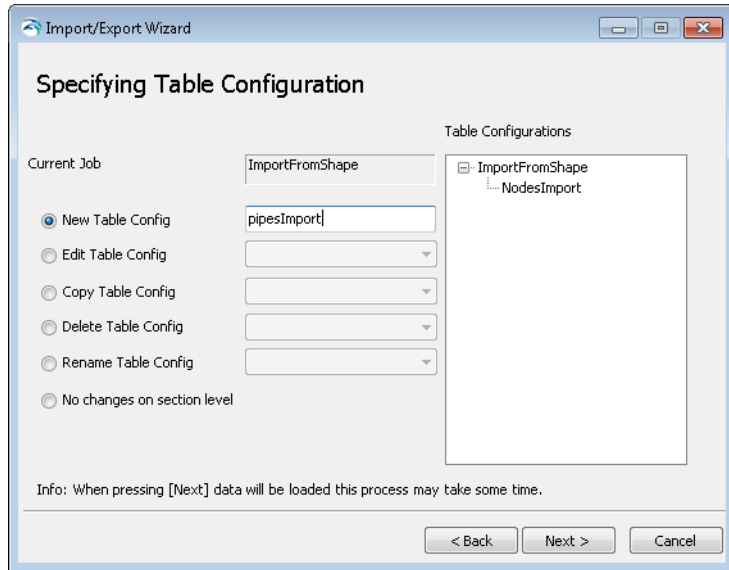 Import/Export Wizard
Specifying Table Configuration
Table Configurations
Current Job
ImportFromShape
ImportFromShape
NodesImport
New Table Config
pipesImport
Edit Table Config
Copy Table Config
Delete Table Config
Rename Table Config
No changes on section level
Info: When pressing [Next] data will be loaded this process may take some time.
< Back
Next >
Cancel